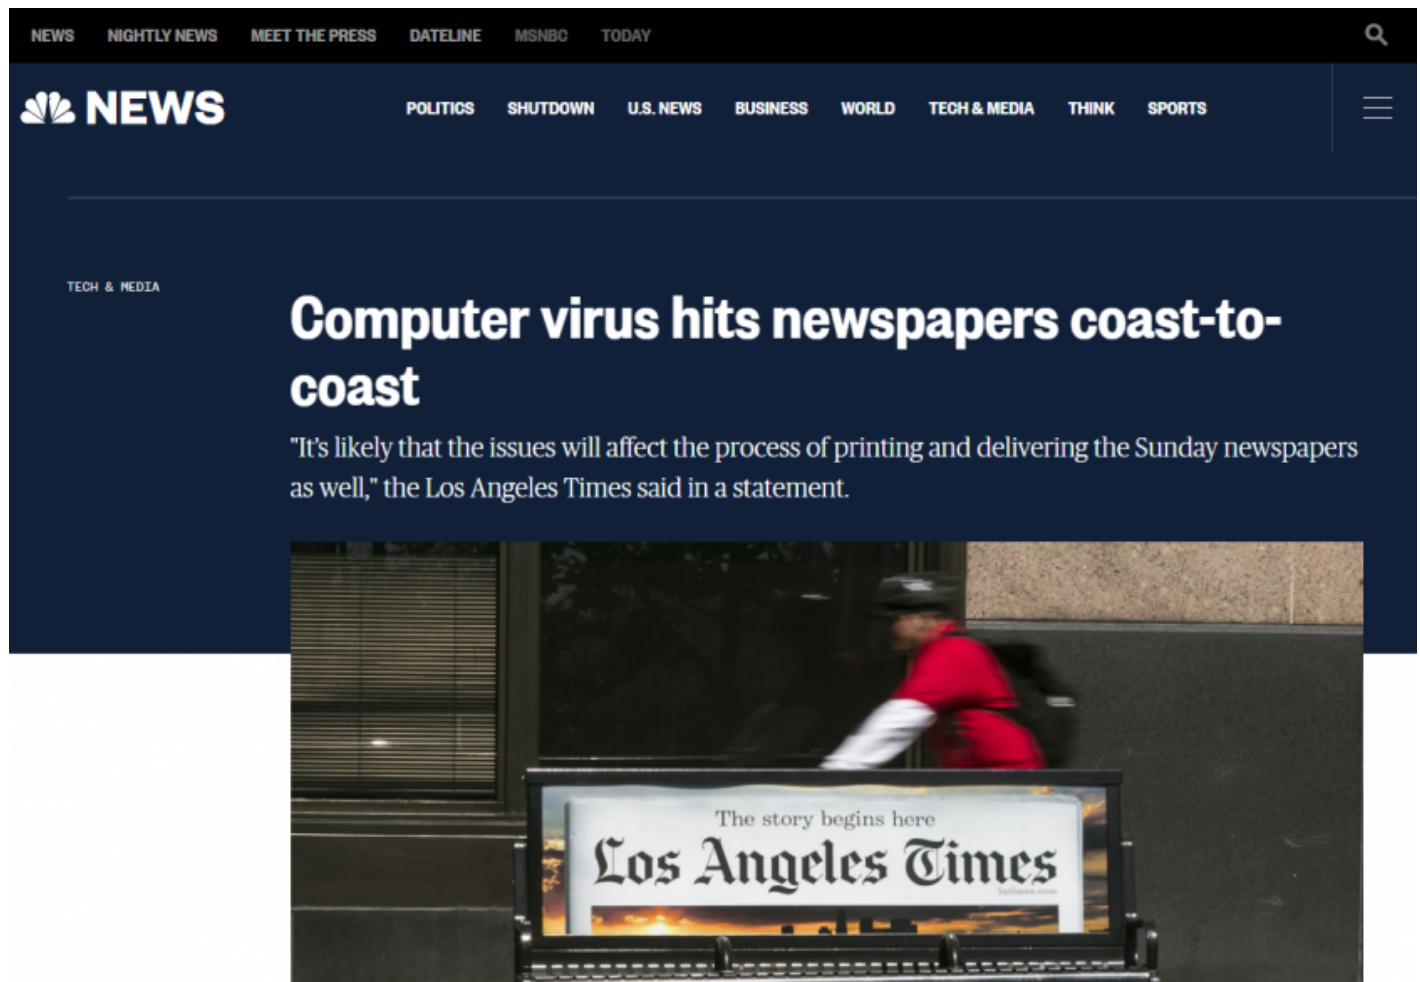 NEWS NIGHTLY NEWS MEET THE PRESS DATELINE MSNBC TODAY
NEWS POLITICS SHUTDOWN U.S. NEWS BUSINESS WORLD TECH & MEDIA THINK SPORTS
TECH & MEDIA
Computer virus hits newspapers coast-to-
coast
"It's likely that the issues will affect the process of printing and delivering the Sunday newspapers
as well," the Los Angeles Times said in a statement.
The story begins here
Los Angeles Times
latimes.com